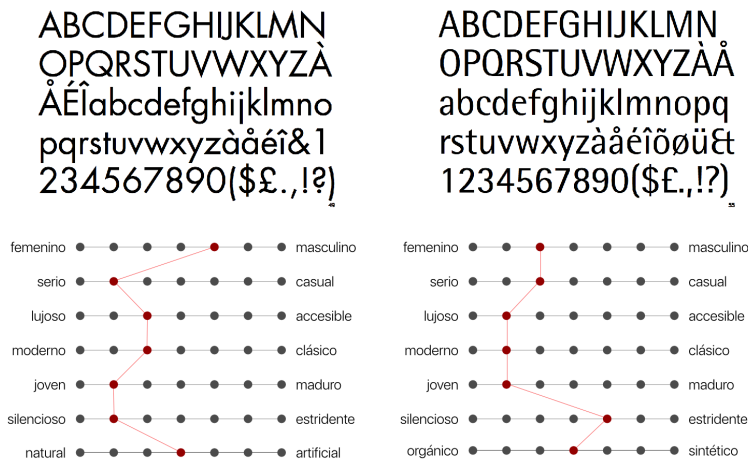 ABCDEFGHIJKLMN
OPQRSTUVWXYZÀ
ÅÉÎabcdefghijklmno
pqrstuvwxyzàåéî&1
234567890($£.,!?)
ABCDEFGHIJKLMN
OPQRSTUVWXYZÀÅ
abcdefghijklmnopq
rstuvwxyzàåéîõøü&
1234567890($£.,!?)
femenino masculino
serio casual
lujoso accesible
moderno clásico
joven maduro
silencioso estridente
natural artificial
femenino masculino
serio casual
lujoso accesible
moderno clásico
joven maduro
silencioso estridente
orgánico sintético